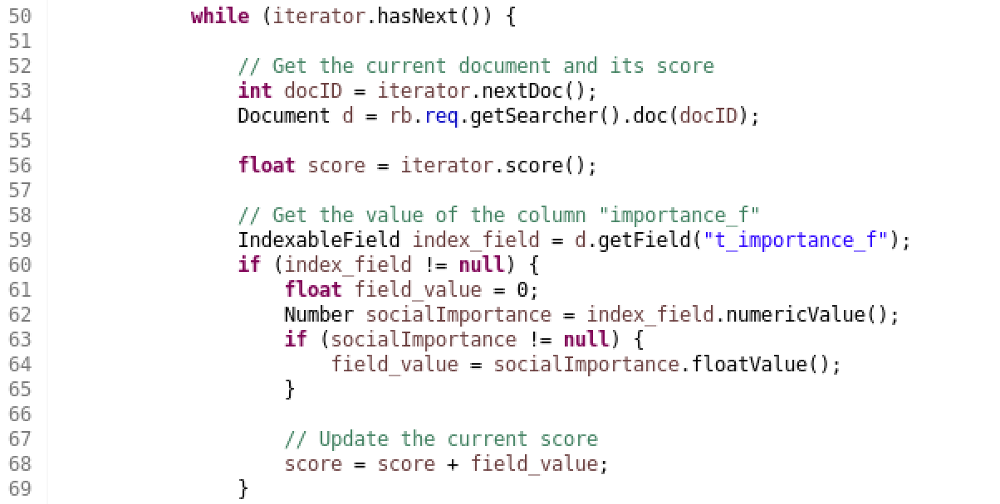 50 while (iterator.hasNext()) {
51
52 // Get the current document and its score
53 int docID = iterator.nextDoc();
54 Document d = rb.req.getSearcher().doc(docID);
55
56 float score = iterator.score();
57
58 // Get the value of the column "importance_f"
59 IndexableField index_field = d.getField("t_importance_f");
60 if (index_field != null) {
61 float field_value = 0;
62 Number socialImportance = index_field.numericValue();
63 if (socialImportance != null) {
64 field_value = socialImportance.floatValue();
65 }
66
67 // Update the current score
68 score = score + field_value;
69 }